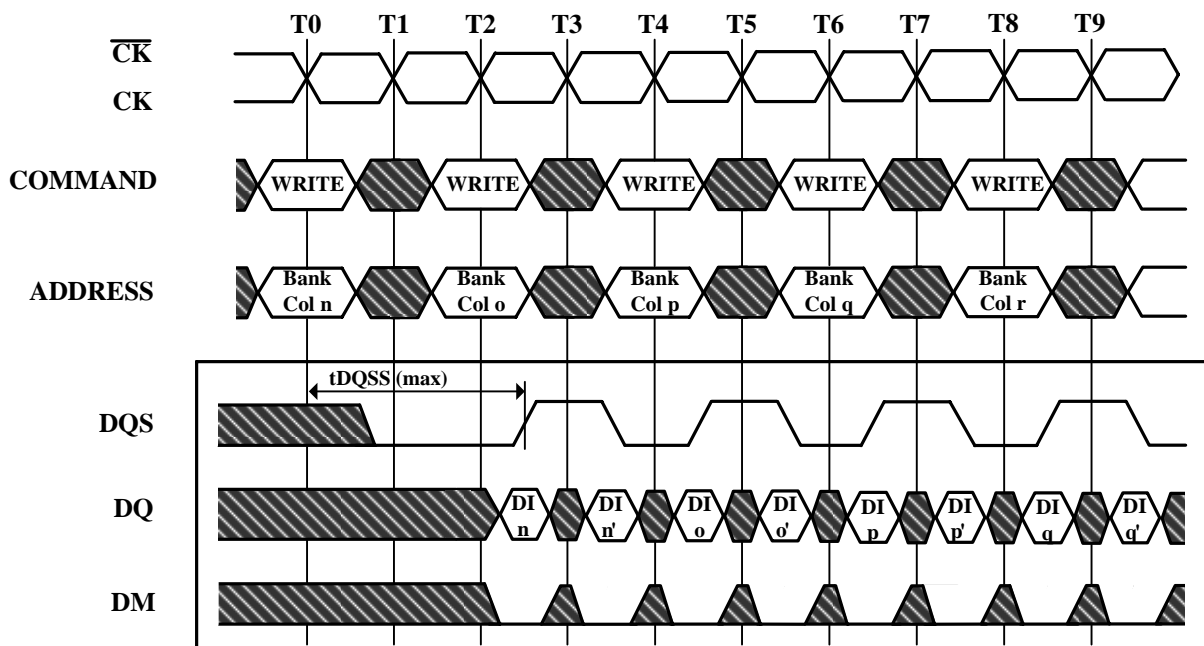 T0 T1 T2 T3 T4 T5 T6 T7 T8 T9
CK
CK
COMMAND
WRITE WRITE WRITE WRITE WRITE
ADDRESS
Bank Bank Bank Bank Bank
Col n Col o Col p Col q Col r
tDQSS (max)
DQS
DQ
DI DI DI DI DI DI DI DI
n n' o o' p p' q q'
DM